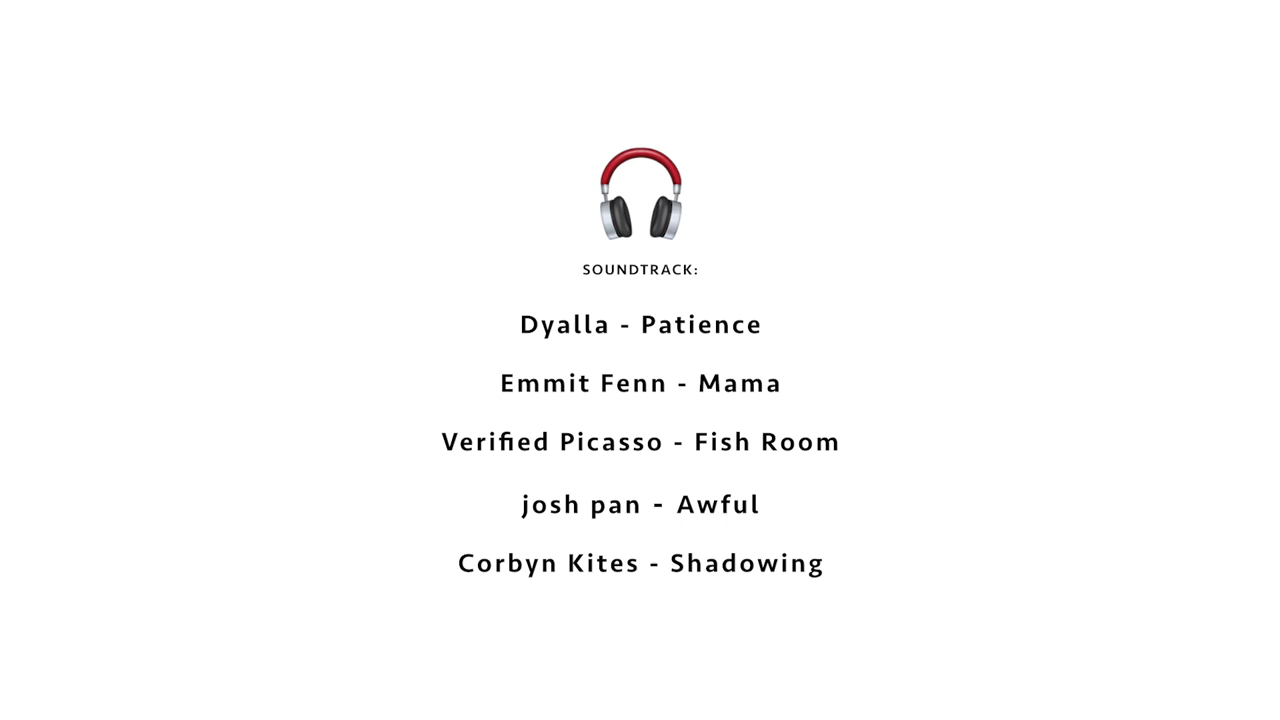 SOUNDTRACK:
Dyalla - Patience
Emmit Fenn - Mama
Verified Picasso - Fish Room
josh pan - Awful
Corbyn Kites - Shadowing